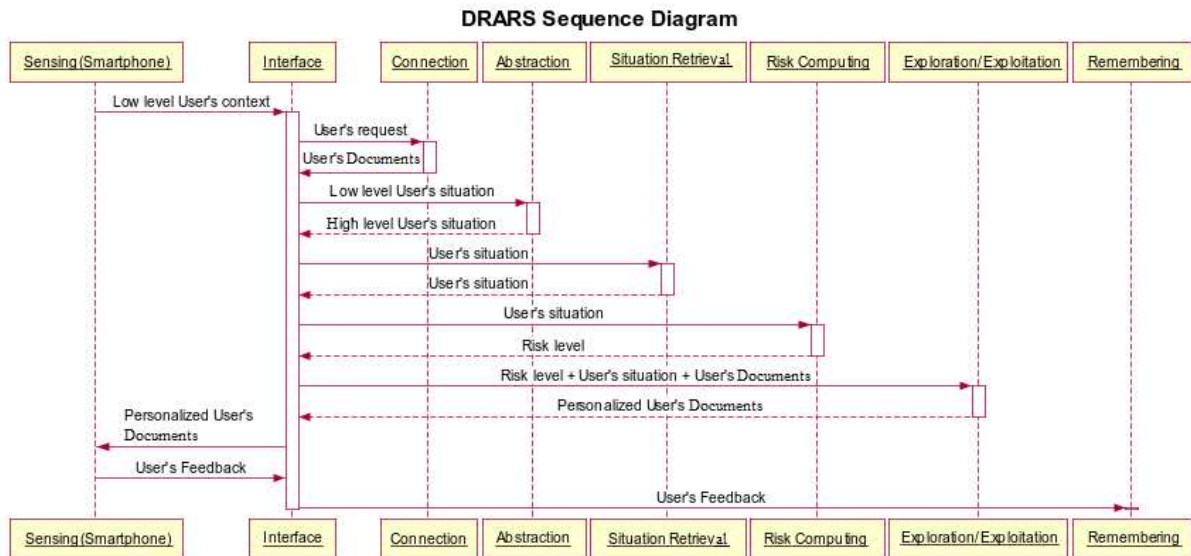 DRARS Sequence Diagram
Sensing(Smartphone) Interface Connection Abstraction Situation Retrieval Risk Computing Exploration/Exploitation Remembering
Low level User's context
User's request
User's Documents
Low level User's situation
High level User's situation
User's situation
User's situation
User's situation
Risk level
Risk level + User's situation + User's Documents
Personalized User's Documents
Personalized User's
Documents
User's Feedback
User's Feedback
Sensing(Smartphone) Interface Connection Abstraction Situation Retrieval Risk Computing Exploration/Exploitation Remembering